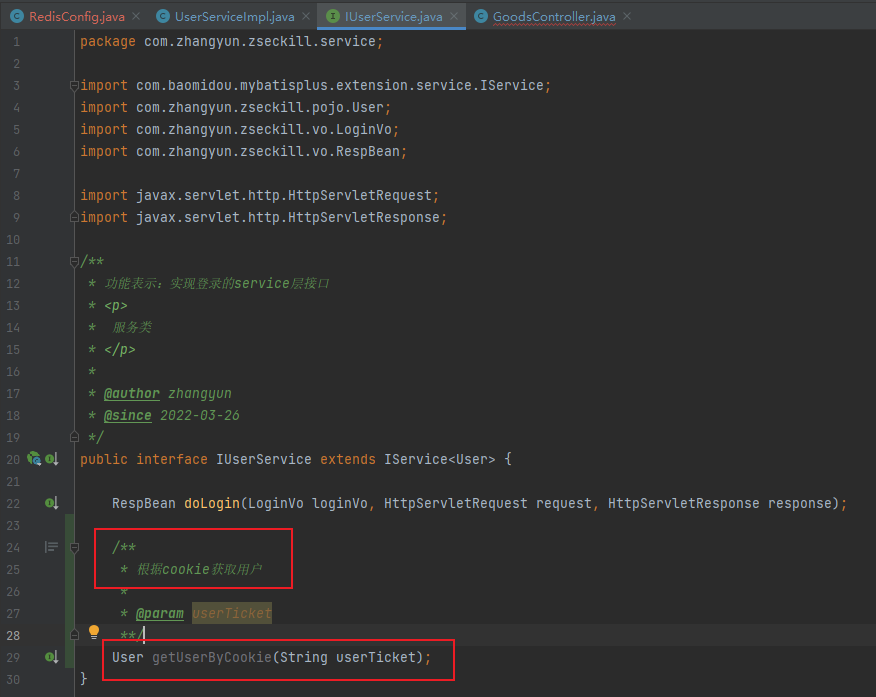 RedisConfig.java UserServiceImpl.java IUserService.java GoodsController.java
1 package com.zhangyun.zseckill.service;
2
3 import com.baomidou.mybatisplus.extension.service.IService;
4 import com.zhangyun.zseckill.pojo.User;
5 import com.zhangyun.zseckill.vo.LoginVo;
6 import com.zhangyun.zseckill.vo.RespBean;
7
8 import javax.servlet.http.HttpServletRequest;
9 import javax.servlet.http.HttpServletResponse;
10
11 /**
12 * 功能表示:实现登录的service层接口
13 * <p>
14 * 服务类
15 * </p>
16 *
17 * @author zhangyun
18 * @since 2022-03-26
19 */
20 public interface IUserService extends IService<User> {
21
22 RespBean doLogin(LoginVo loginVo, HttpServletRequest request, HttpServletResponse response);
23
24 /**
25 * 根据cookie获取用户
26 *
27 * @param userTicket
28 **/
29 User getUserByCookie(String userTicket);
30 }